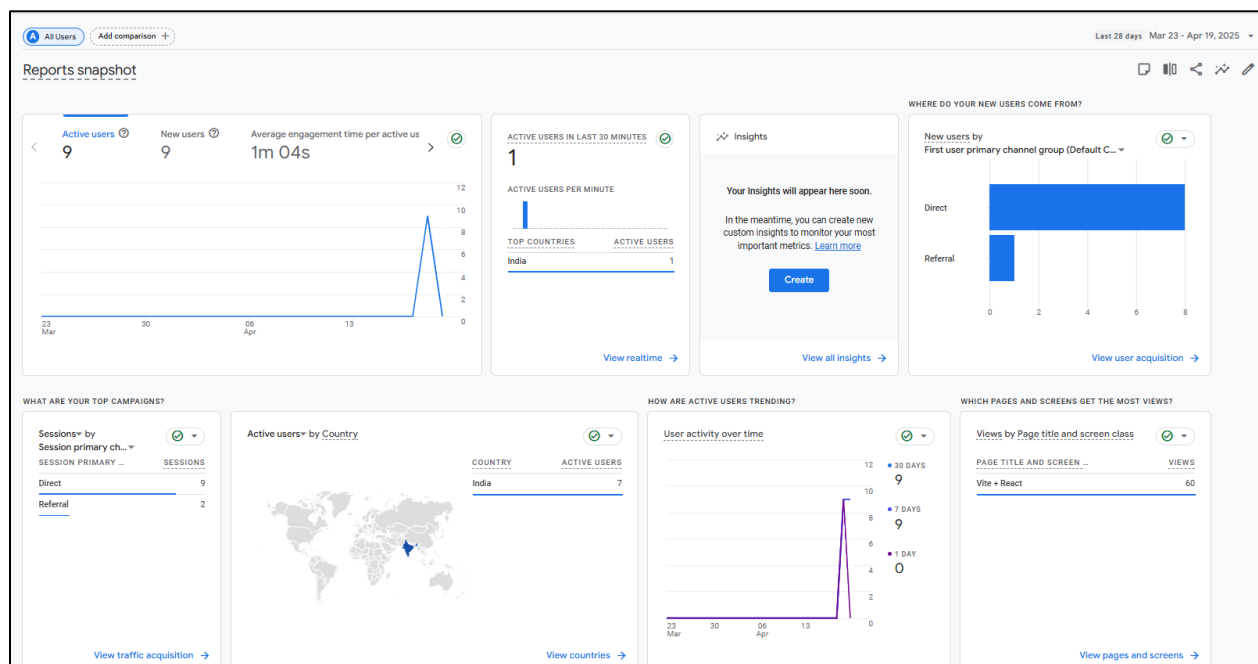 A All Users Add comparison +
Last 28 days Mar 23 - Apr 19, 2025
Reports snapshot
Active users
9
New users
9
Average engagement time per active us
1m 04s
12
10
8
6
4
2
0
23
Mar
30
06
Apr
13
ACTIVE USERS IN LAST 30 MINUTES
1
ACTIVE USERS PER MINUTE
TOP COUNTRIES ACTIVE USERS
India 1
View realtime
Insights
Your Insights will appear here soon.
In the meantime, you can create new
custom insights to monitor your most
important metrics. Learn more
Create
View all insights
WHERE DO YOUR NEW USERS COME FROM?
New users by
First user primary channel group (Default C...
Direct
Referral
0 2 4 6 8
View user acquisition
WHAT ARE YOUR TOP CAMPAIGNS?
Sessions by
Session primary ch...
SESSION PRIMARY ... SESSIONS
Direct 9
Referral 2
View traffic acquisition
Active users by Country
COUNTRY ACTIVE USERS
India 7
View countries
HOW ARE ACTIVE USERS TRENDING?
User activity over time
12
10
8
6
4
2
0
23
Mar
30
06
Apr
13
30 DAYS
9
7 DAYS
9
1 DAY
0
WHICH PAGES AND SCREENS GET THE MOST VIEWS?
Views by Page title and screen class
PAGE TITLE AND SCREEN ... VIEWS
Vite + React 60
View pages and screens